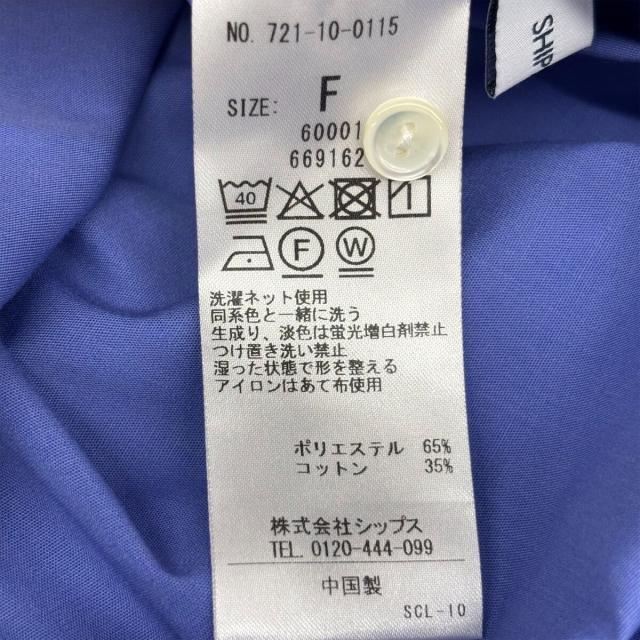 SHIP
NO. 721-10-0115
SIZE: F
60001
669162
40
F W
洗濯ネット使用
同系色と一緒に洗う
生成り、淡色は蛍光増白剤禁止
つけ置き洗い禁止
湿った状態で形を整える
アイロンはあて布使用
ポリエステル 65%
コットン 35%
株式会社シップス
TEL. 0120-444-099
中国製
SCL-10